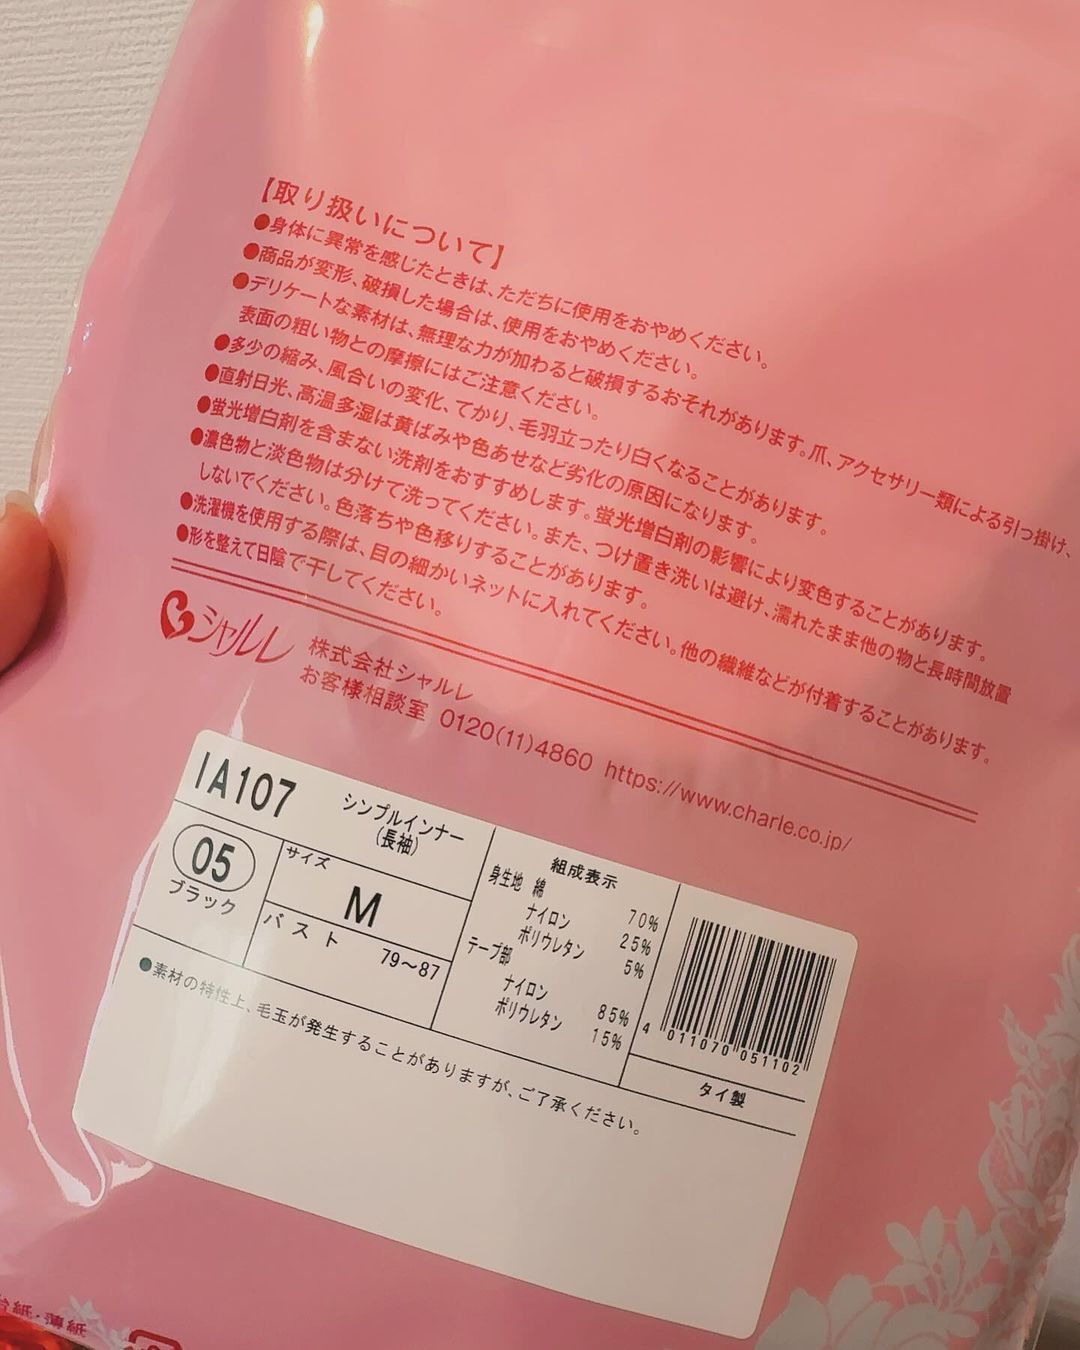 【取り扱いについて】
●身体に異常を感じたときは、ただちに使用をおやめください。
●商品が変形、破損した場合は、使用をおやめください。
●デリケートな素材は、無理な力が加わると破損するおそれがあります。爪、アクセサリー類による引っ掛け、
表面の粗い物との摩擦にはご注意ください。
●多少の縮み、風合いの変化、てかり、毛羽立ったり白くなることがあります。
●直射日光、高温多湿は黄ばみや色あせなど劣化の原因になります。
●蛍光増白剤を含まない洗剤をおすすめします。蛍光増白剤の影響により変色することがあります。
●濃色物と淡色物は分けて洗ってください。また、つけ置き洗いは避け、濡れたまま他の物と長時間放置
しないでください。色落ちや色移りすることがあります。
●洗濯機を使用する際は、目の細かいネットに入れてください。他の繊維などが付着することがあります。
●形を整えて日陰で干してください。
シャルレ 株式会社シャルレ
お客様相談室 0120(11)4860 https://www.charle.co.jp/
IA107 シンプルインナー
(長袖)
05
ブラック
サイズ
M
バスト
79〜87
組成表示
身生地 綿 70%
ナイロン 25%
ポリウレタン 5%
テープ部
ナイロン 85%
ポリウレタン 15%
4 011070 051102
タイ製
●素材の特性上、毛玉が発生することがありますが、ご了承ください。
台紙・薄紙